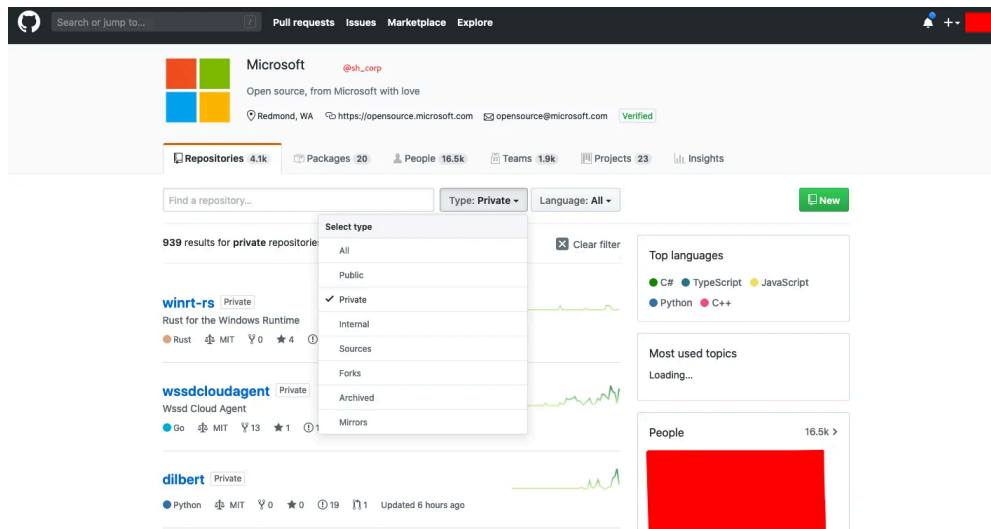 Search or jump to... / Pull requests Issues Marketplace Explore
Microsoft @sh_corp
Open source, from Microsoft with love
Redmond, WA https://opensource.microsoft.com opensource@microsoft.com Verified
Repositories 4.1k Packages 20 People 16.5k Teams 1.9k Projects 23 Insights
Find a repository... Type: Private Language: All New
Select type
All
Public
Private
Internal
Sources
Forks
Archived
Mirrors
939 results for private repositories Clear filter
winrt-rs Private
Rust for the Windows Runtime
Rust MIT 0 4
wssdcloudagent Private
Wssd Cloud Agent
Go MIT 13 1 1
dilbert Private
Python MIT 0 0 19 1 Updated 6 hours ago
Top languages
C# TypeScript JavaScript
Python C++
Most used topics
Loading...
People 16.5k